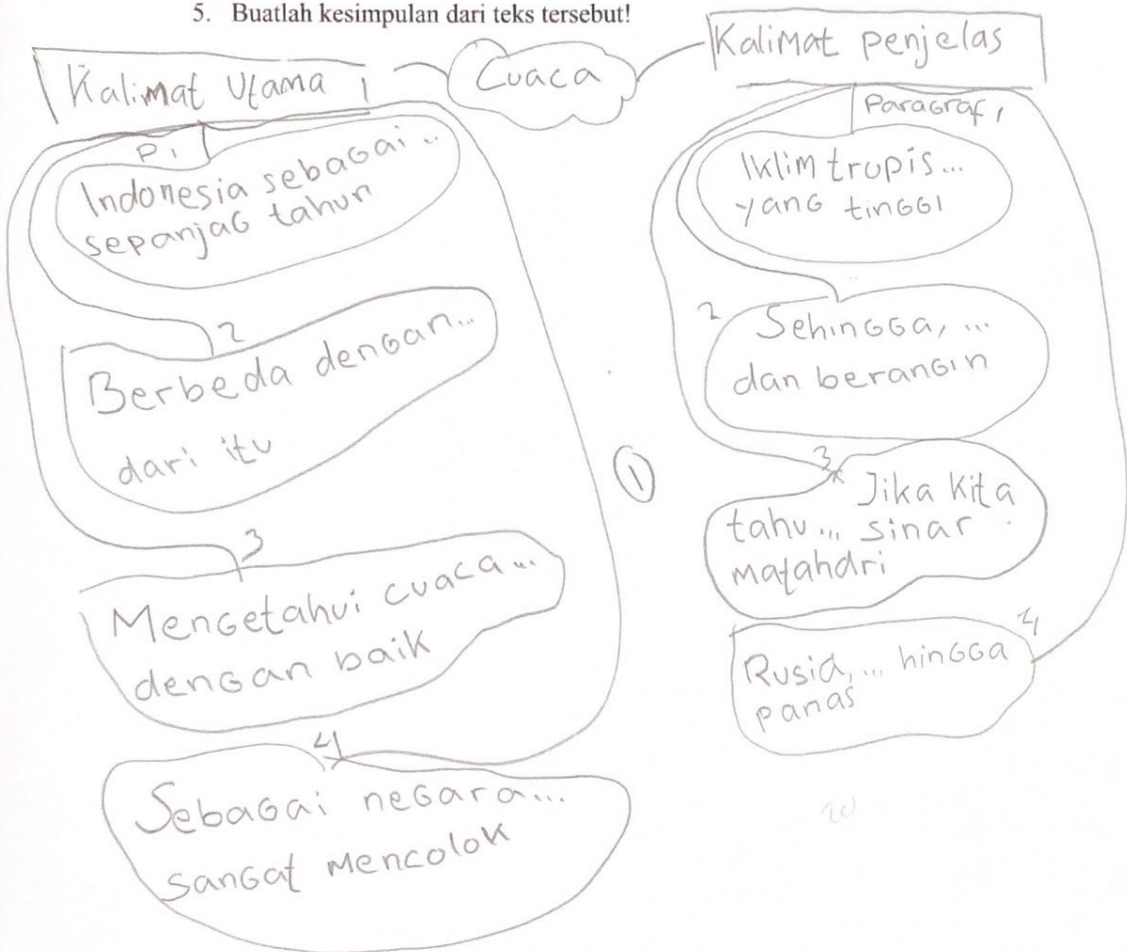 5. Buatlah kesimpulan dari teks tersebut!
Kalimat Utama
Cuaca
Kalimat penjelas
P1
Indonesia sebagai..
sepanjaG tahun
2
Berbeda dengan...
dari itu
3
Mengetahui cuaca...
dengan baik
4
Sebagai negara...
sangat mencolok
1
Paragraf 1
Iklim tropis...
yang tinggi
2
Sehingga, ...
dan berangin
3
Jika kita
tahu... sinar
matahari
4
Rusia, ... hingga
panas
20